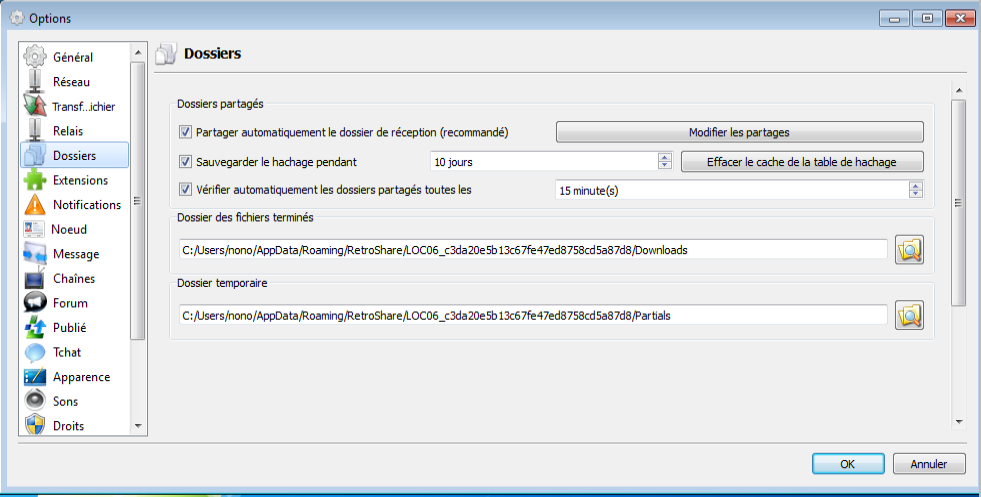 Options
Général
Réseau
Transf...ichier
Relais
Dossiers
Extensions
Notifications
Noeud
Message
Chaînes
Forum
Publié
Tchat
Apparence
Sons
Droits
Dossiers
Dossiers partagés
Partager automatiquement le dossier de réception (recommandé)
Modifier les partages
Sauvegarder le hachage pendant
10 jours
Effacer le cache de la table de hachage
Vérifier automatiquement les dossiers partagés toutes les
15 minute(s)
Dossier des fichiers terminés
C:/Users/nono/AppData/Roaming/RetroShare/LOC06_c3da20e5b13c67fe47ed8758cd5a87d8/Downloads
Dossier temporaire
C:/Users/nono/AppData/Roaming/RetroShare/LOC06_c3da20e5b13c67fe47ed8758cd5a87d8/Partials
OK
Annuler